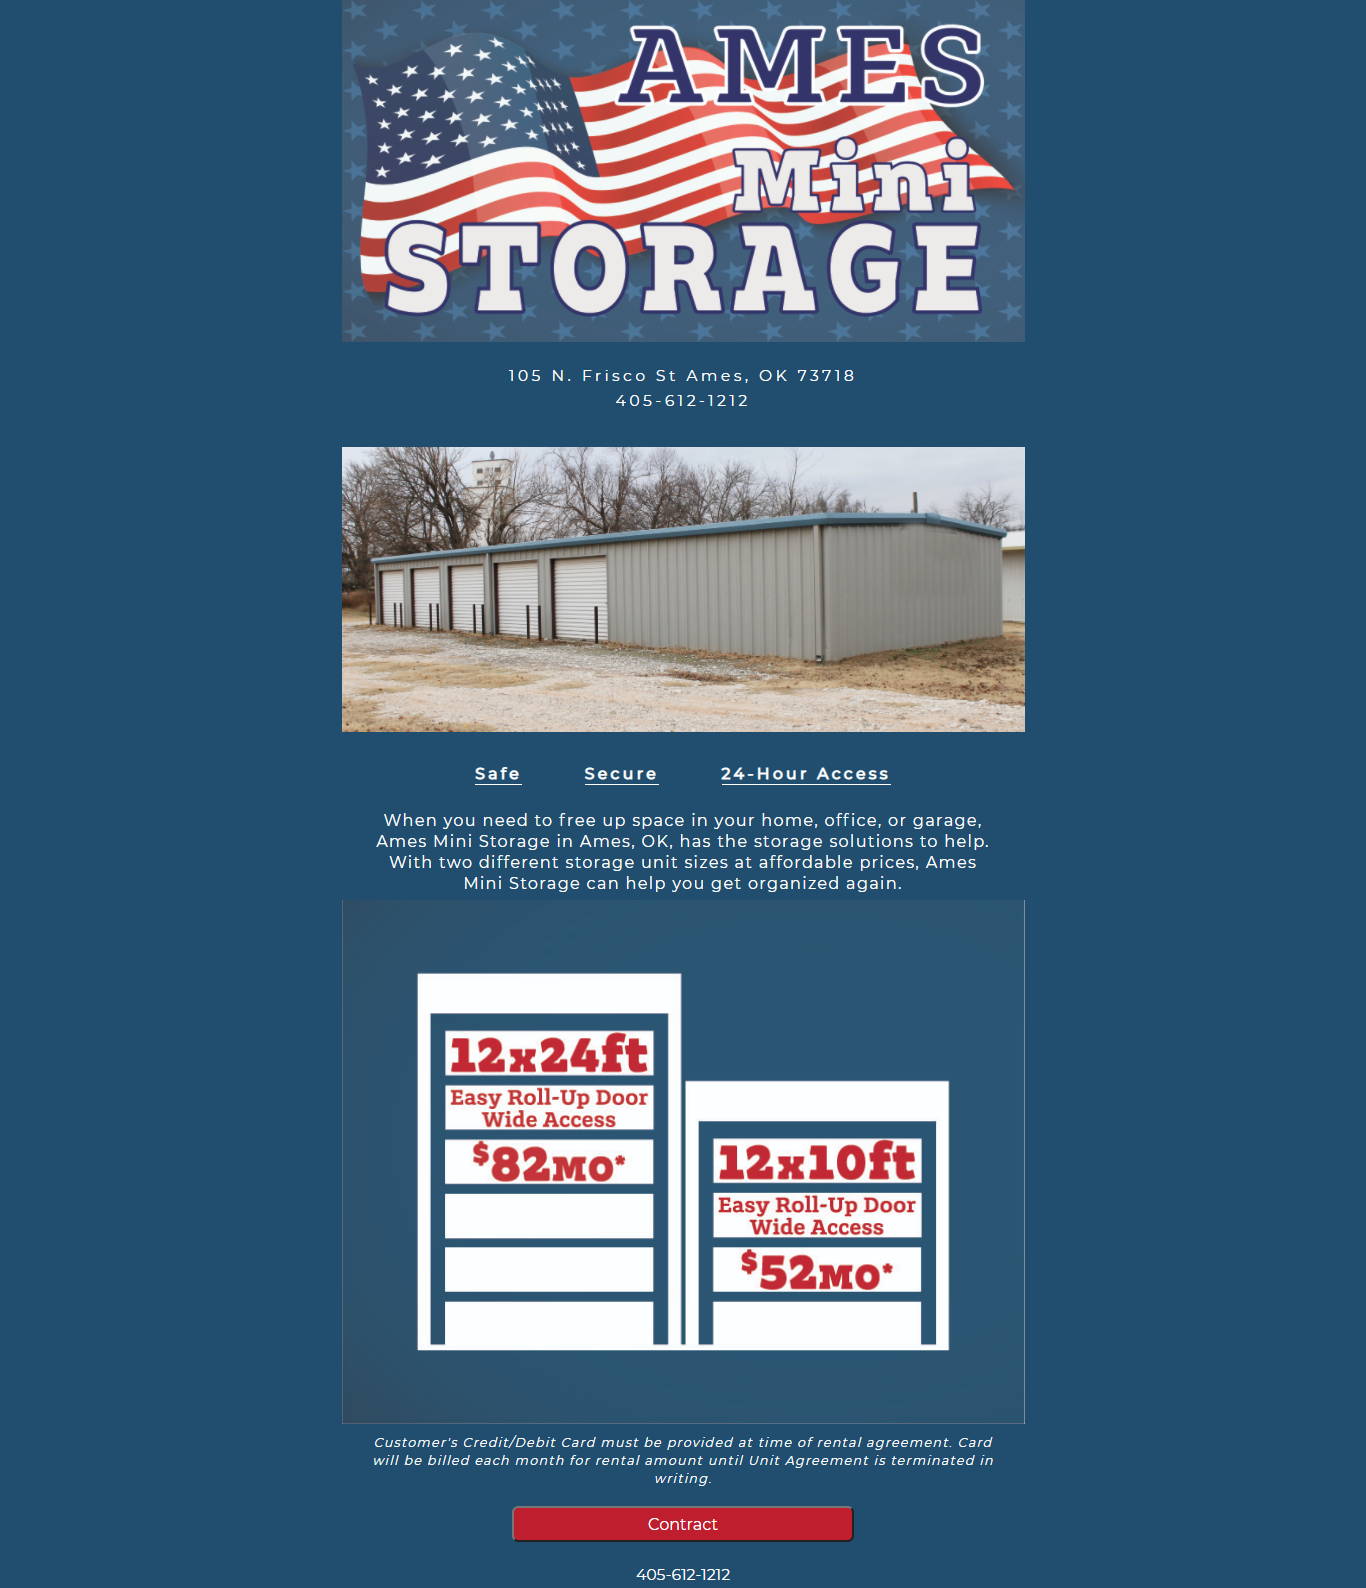 AMES
Mini
STORAGE
105 N. Frisco St Ames, OK 73718
405-612-1212
Safe Secure 24-Hour Access
When you need to free up space in your home, office, or garage,
Ames Mini Storage in Ames, OK, has the storage solutions to help.
With two different storage unit sizes at affordable prices, Ames
Mini Storage can help you get organized again.
12x24ft
Easy Roll-Up Door
Wide Access
$82MO*
12x10ft
Easy Roll-Up Door
Wide Access
$52MO*
Customer's Credit/Debit Card must be provided at time of rental agreement. Card
will be billed each month for rental amount until Unit Agreement is terminated in
writing.
Contract
405-612-1212